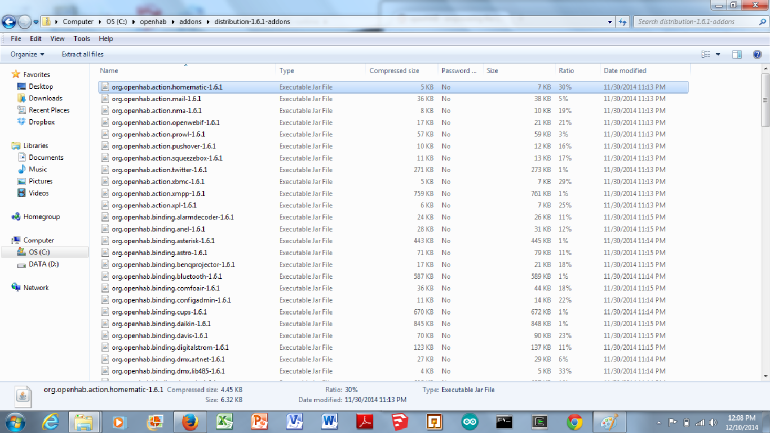 Computer ▸ OS (C:) ▸ openhab ▸ addons ▸ distribution-1.6.1-addons
Search distribution-1.6.1-addons
File Edit View Tools Help
Organize Extract all files
Name Type Compressed size Password ... Size Ratio Date modified
Favorites
Desktop
Downloads
Recent Places
Dropbox
Libraries
Documents
Music
Pictures
Videos
Homegroup
Computer
OS (C:)
DATA (D:)
Network
org.openhab.action.homematic-1.6.1 Executable Jar File 5 KB No 7 KB 30% 11/30/2014 11:13 PM
org.openhab.action.mail-1.6.1 Executable Jar File 36 KB No 38 KB 5% 11/30/2014 11:13 PM
org.openhab.action.nma-1.6.1 Executable Jar File 8 KB No 10 KB 19% 11/30/2014 11:13 PM
org.openhab.action.openwebif-1.6.1 Executable Jar File 17 KB No 21 KB 21% 11/30/2014 11:13 PM
org.openhab.action.prowl-1.6.1 Executable Jar File 57 KB No 59 KB 3% 11/30/2014 11:13 PM
org.openhab.action.pushover-1.6.1 Executable Jar File 10 KB No 12 KB 16% 11/30/2014 11:13 PM
org.openhab.action.squeezebox-1.6.1 Executable Jar File 11 KB No 13 KB 17% 11/30/2014 11:13 PM
org.openhab.action.twitter-1.6.1 Executable Jar File 271 KB No 273 KB 1% 11/30/2014 11:13 PM
org.openhab.action.xbmc-1.6.1 Executable Jar File 5 KB No 7 KB 29% 11/30/2014 11:13 PM
org.openhab.action.xmpp-1.6.1 Executable Jar File 759 KB No 761 KB 1% 11/30/2014 11:13 PM
org.openhab.action.xpl-1.6.1 Executable Jar File 6 KB No 7 KB 25% 11/30/2014 11:13 PM
org.openhab.binding.alarmdecoder-1.6.1 Executable Jar File 24 KB No 26 KB 11% 11/30/2014 11:15 PM
org.openhab.binding.anel-1.6.1 Executable Jar File 28 KB No 31 KB 12% 11/30/2014 11:15 PM
org.openhab.binding.asterisk-1.6.1 Executable Jar File 443 KB No 445 KB 1% 11/30/2014 11:14 PM
org.openhab.binding.astro-1.6.1 Executable Jar File 71 KB No 79 KB 11% 11/30/2014 11:15 PM
org.openhab.binding.benqprojector-1.6.1 Executable Jar File 17 KB No 21 KB 18% 11/30/2014 11:15 PM
org.openhab.binding.bluetooth-1.6.1 Executable Jar File 587 KB No 589 KB 1% 11/30/2014 11:14 PM
org.openhab.binding.comfoair-1.6.1 Executable Jar File 36 KB No 44 KB 18% 11/30/2014 11:14 PM
org.openhab.binding.configadmin-1.6.1 Executable Jar File 11 KB No 14 KB 22% 11/30/2014 11:14 PM
org.openhab.binding.cups-1.6.1 Executable Jar File 670 KB No 672 KB 1% 11/30/2014 11:14 PM
org.openhab.binding.daikin-1.6.1 Executable Jar File 845 KB No 848 KB 1% 11/30/2014 11:15 PM
org.openhab.binding.davis-1.6.1 Executable Jar File 70 KB No 90 KB 23% 11/30/2014 11:15 PM
org.openhab.binding.digitalstrom-1.6.1 Executable Jar File 123 KB No 137 KB 11% 11/30/2014 11:15 PM
org.openhab.binding.dmx.artnet-1.6.1 Executable Jar File 27 KB No 29 KB 6% 11/30/2014 11:14 PM
org.openhab.binding.dmx.lib485-1.6.1 Executable Jar File 4 KB No 5 KB 33% 11/30/2014 11:14 PM
org.openhab.action.homematic-1.6.1 Compressed size: 4.45 KB Ratio: 30% Type: Executable Jar File
Size: 6.32 KB Date modified: 11/30/2014 11:13 PM
12:08 PM
12/10/2014